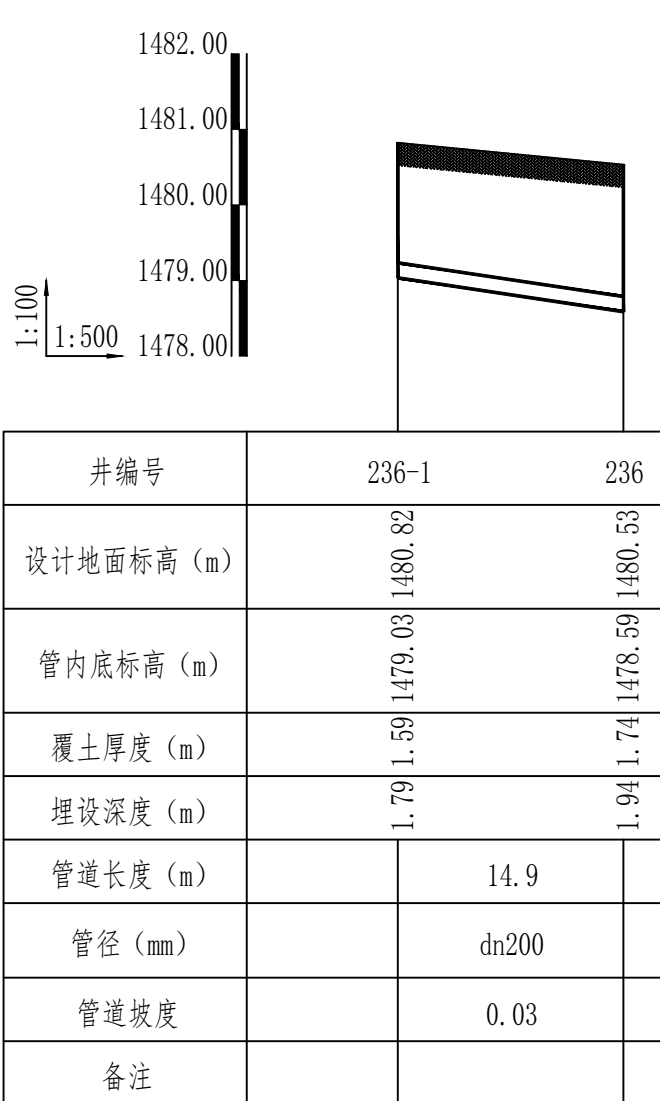 1482.00
1481.00
1480.00
1479.00
1478.00
1:100
1:500
井编号 236-1 236
设计地面标高（m） 1480.82 1480.53
管内底标高（m） 1479.03 1478.59
覆土厚度（m） 1.59 1.74
埋设深度（m） 1.79 1.94
管道长度（m） 14.9
管径（mm） dn200
管道坡度 0.03
备注